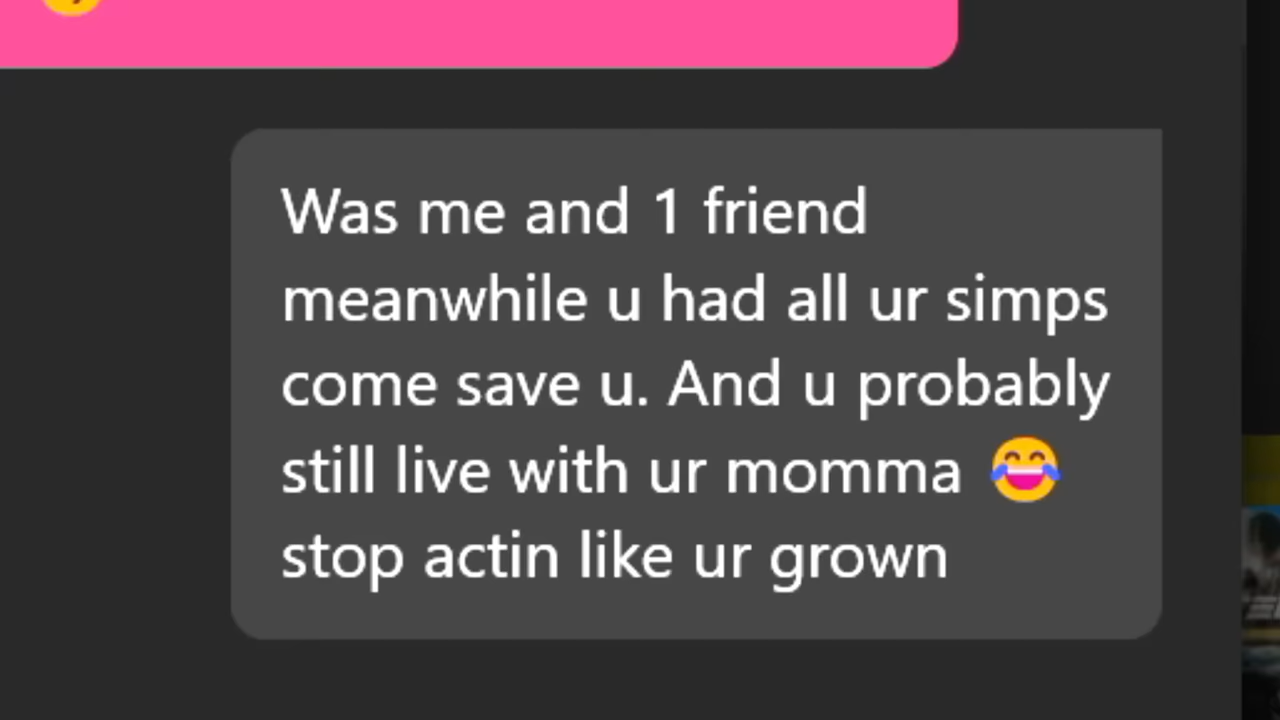 Was me and 1 friend
meanwhile u had all ur simps
come save u. And u probably
still live with ur momma 😂
stop actin like ur grown